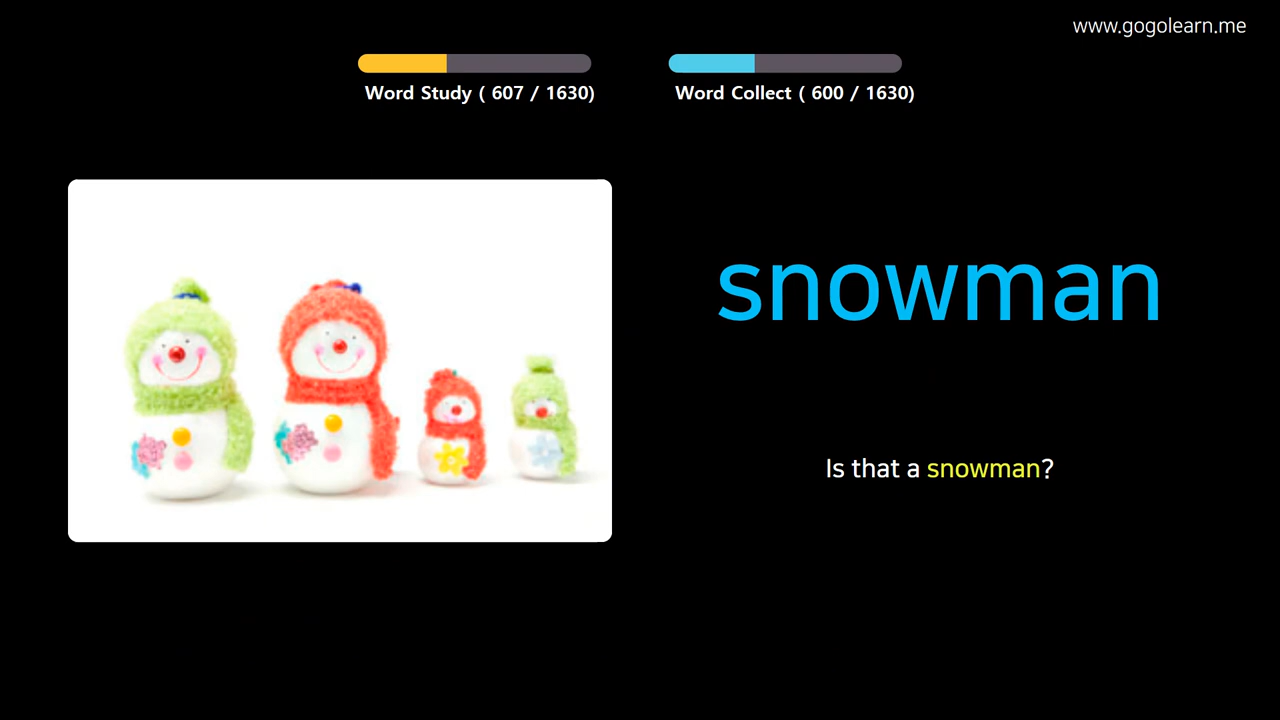 www.gogolearn.me
Word Study ( 607 / 1630)
Word Collect ( 600 / 1630)
snowman
Is that a snowman?